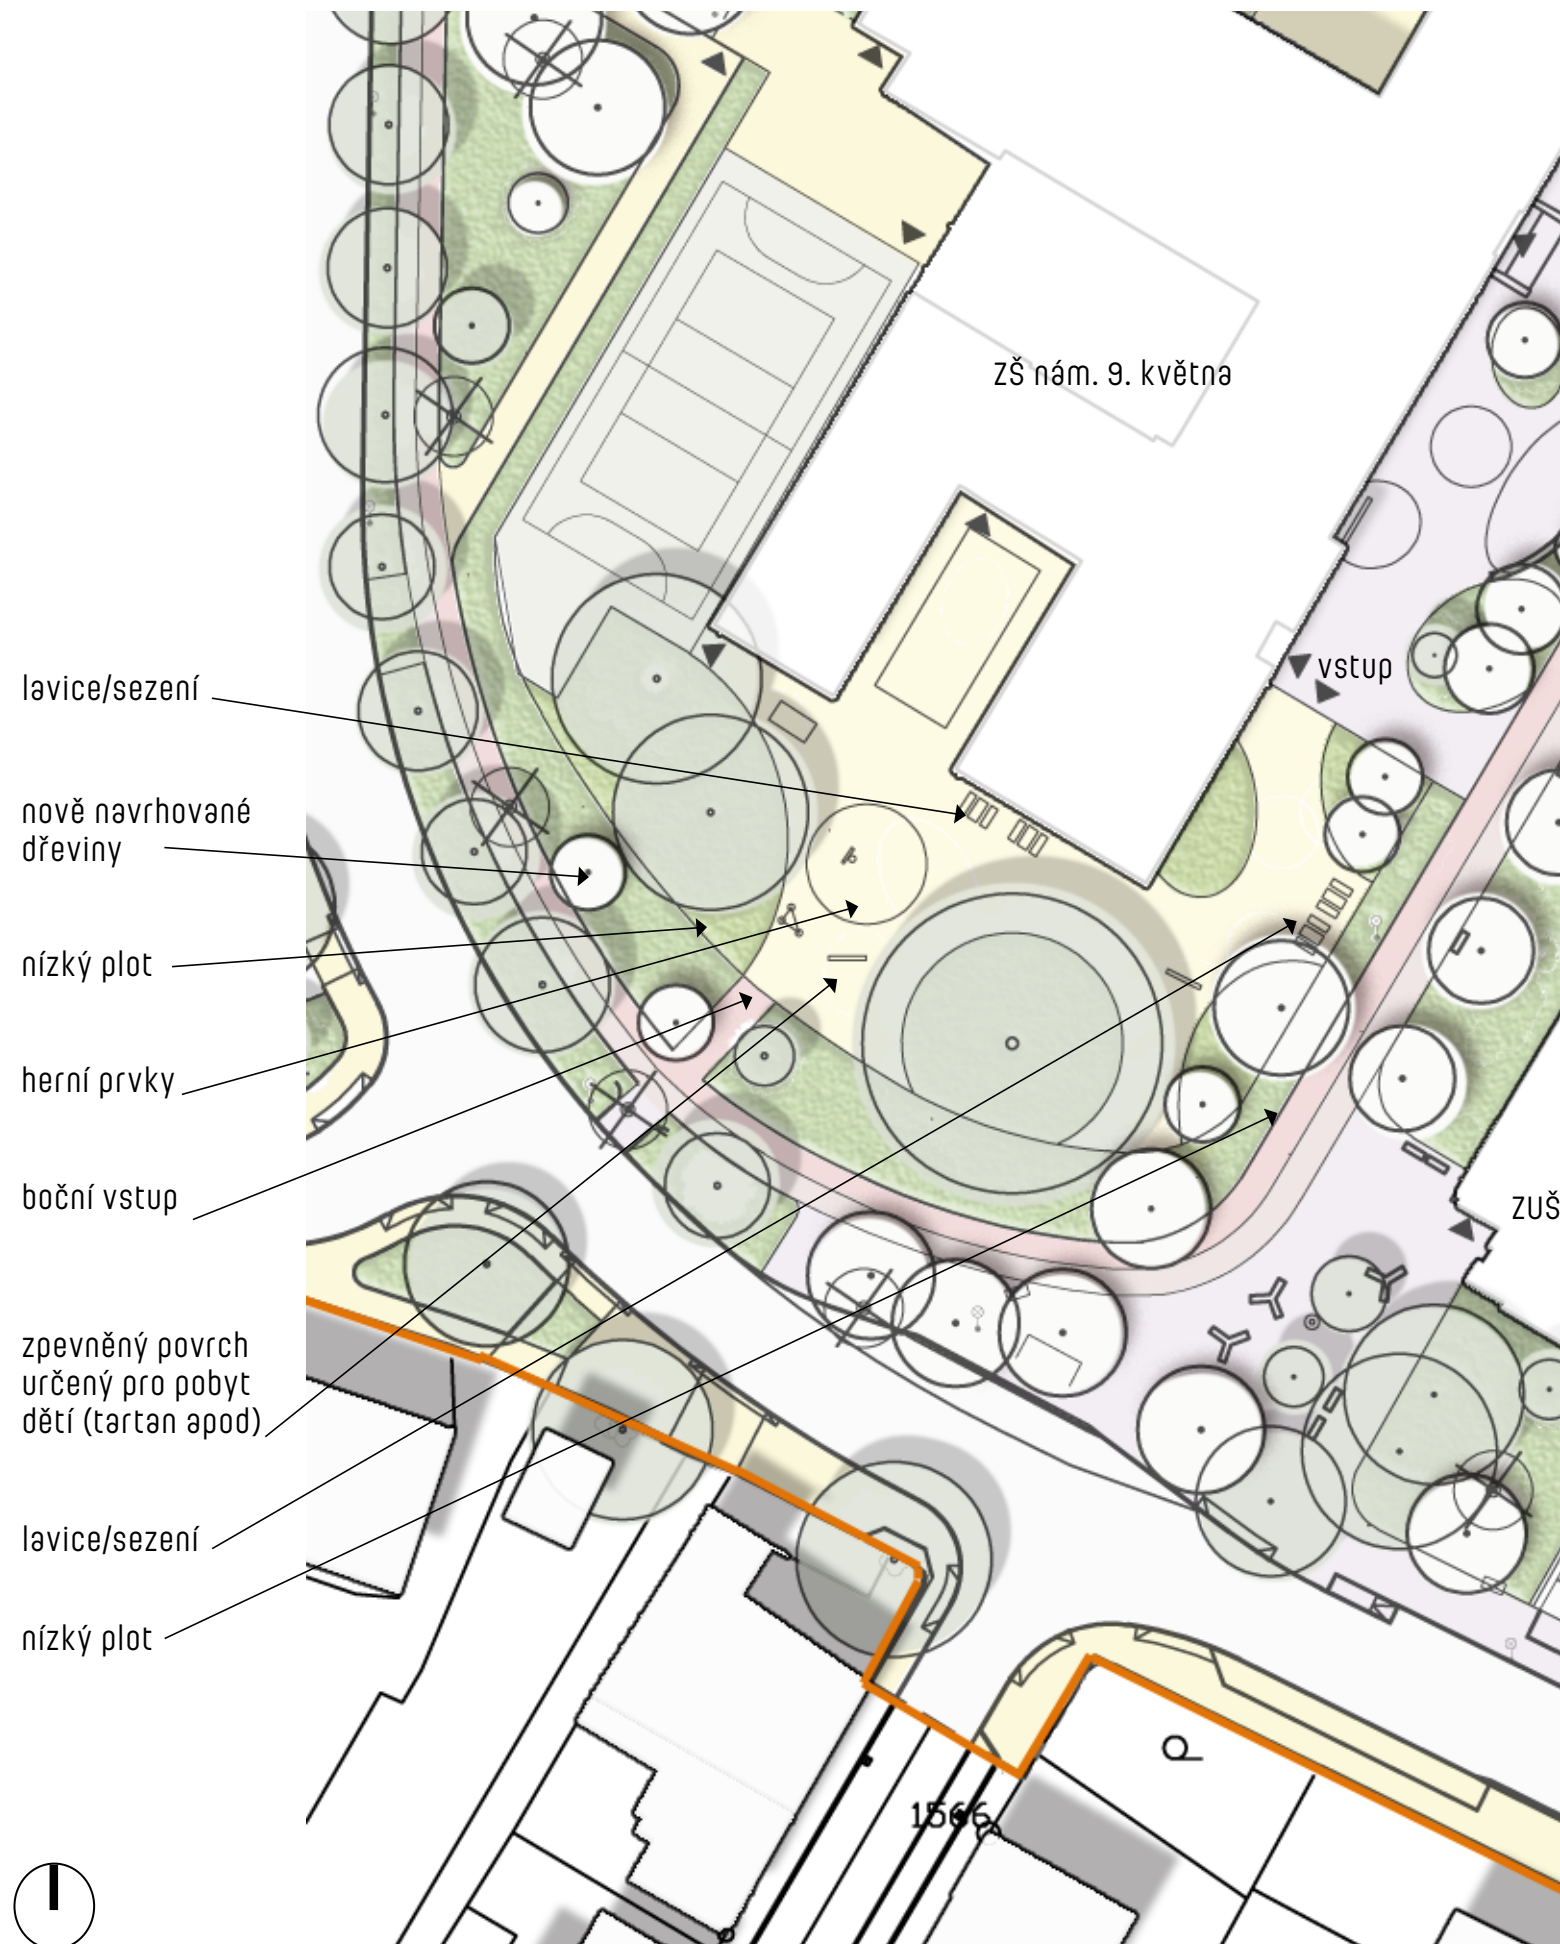 ZŠ nám. 9. května
vstup
lavice/sezení
nově navrhované
dřeviny
nízký plot
herní prvky
boční vstup
ZUŠ
zpevněný povrch
určený pro pobyt
dětí (tartan apod)
lavice/sezení
nízký plot
1566